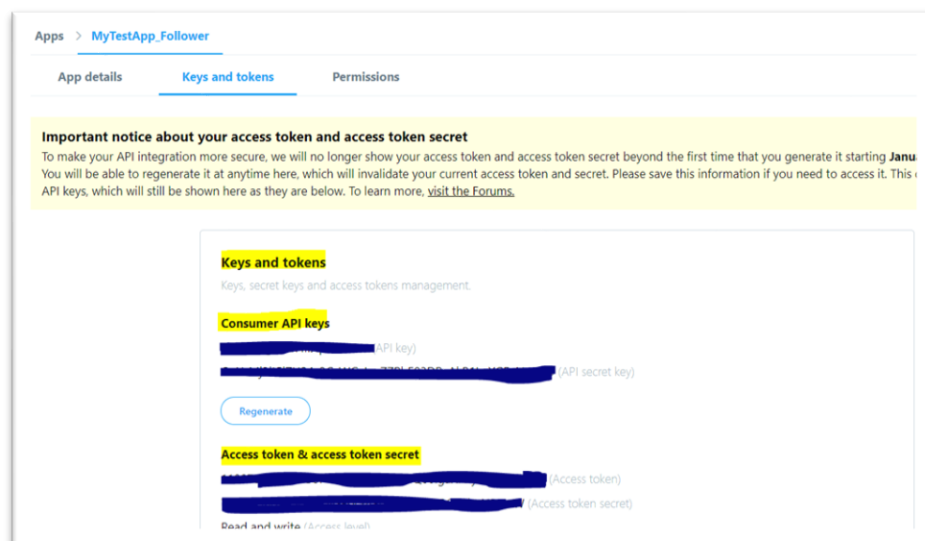 Apps > MyTestApp_Follower
App details Keys and tokens Permissions
Important notice about your access token and access token secret
To make your API integration more secure, we will no longer show your access token and access token secret beyond the first time that you generate it starting Janu
You will be able to regenerate it at anytime here, which will invalidate your current access token and secret. Please save this information if you need to access it. This
API keys, which will still be shown here as they are below. To learn more, visit the Forums.
Keys and tokens
Keys, secret keys and access tokens management.
Consumer API keys
(API key)
(API secret key)
Regenerate
Access token & access token secret
(Access token)
(Access token secret)
Read and write (Access level)